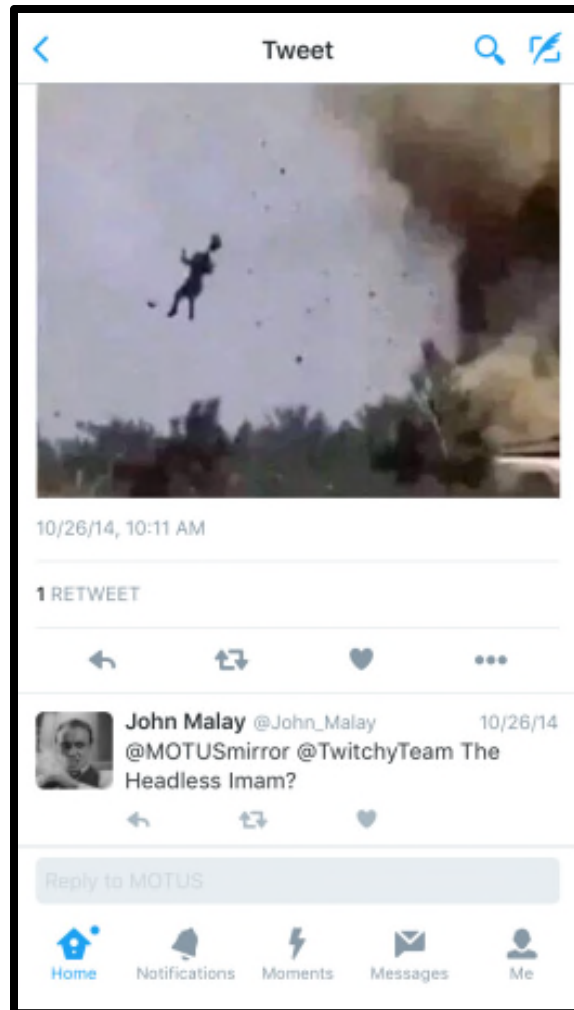 Tweet
10/26/14, 10:11 AM
1 RETWEET
John Malay @John_Malay 10/26/14
@MOTUSmirror @TwitchyTeam The
Headless Imam?
Reply to MOTUS
Home Notifications Moments Messages Me